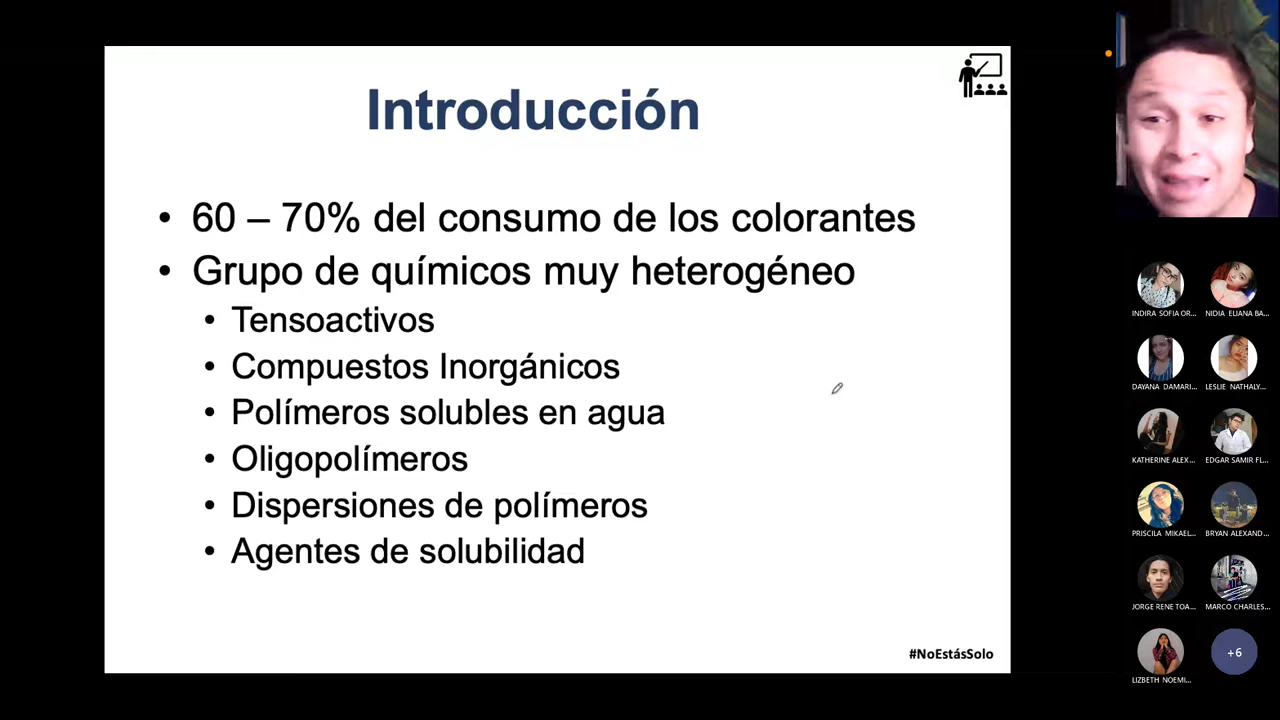 Introducción
• 60 – 70% del consumo de los colorantes
• Grupo de químicos muy heterogéneo
• Tensoactivos
• Compuestos Inorgánicos
• Polímeros solubles en agua
• Oligopolímeros
• Dispersiones de polímeros
• Agentes de solubilidad
#NoEstásSolo
INDIRA SOFIA OR...
NIDIA ELIANA BA...
DAYANA DAMARI...
LESLIE NATHALY...
KATHERINE ALEX...
EDGAR SAMIR FL...
PRISCILA MIKAEL...
BRYAN ALEXAND...
JORGE RENE TOA...
MARCO CHARLES...
LIZBETH NOEMI...
+6